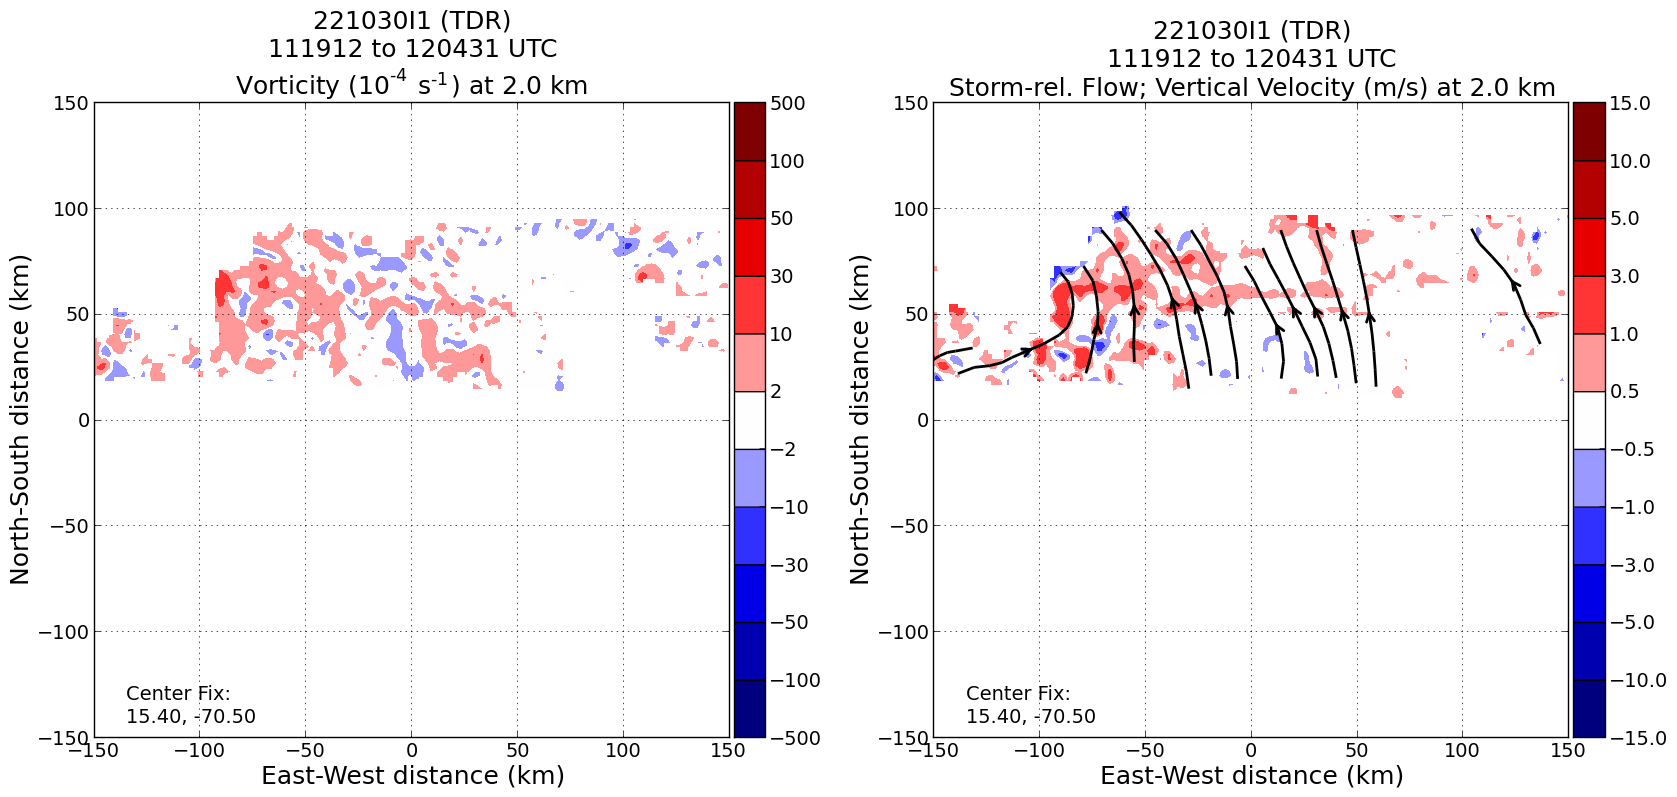 221030I1 (TDR)
111912 to 120431 UTC
Vorticity (10⁻⁴ s⁻¹) at 2.0 km
150
100
50
0
−50
−100
−150
North-South distance (km)
−150 −100 −50 0 50 100 150
East-West distance (km)
Center Fix:
15.40, -70.50
500
100
50
30
10
2
−2
−10
−30
−50
−100
−500
221030I1 (TDR)
111912 to 120431 UTC
Storm-rel. Flow; Vertical Velocity (m/s) at 2.0 km
150
100
50
0
−50
−100
−150
North-South distance (km)
−150 −100 −50 0 50 100 150
East-West distance (km)
Center Fix:
15.40, -70.50
15.0
10.0
5.0
3.0
1.0
0.5
−0.5
−1.0
−3.0
−5.0
−10.0
−15.0